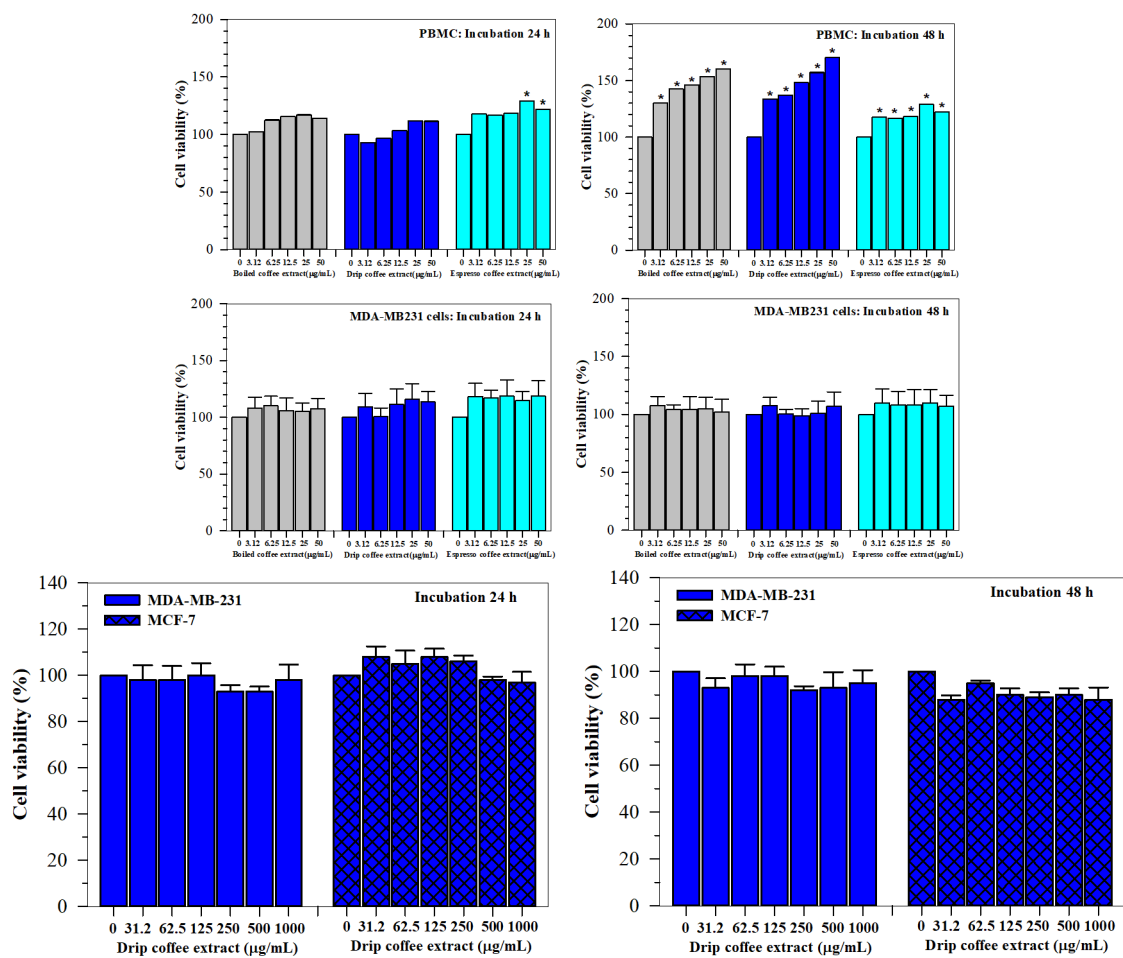 PBMC: Incubation 24 h
Cell viability (%)
200
150
100
50
0
0 3.12 6.25 12.5 25 50 0 3.12 6.25 12.5 25 50 0 3.12 6.25 12.5 25 50
* *
Boiled coffee extract(µg/mL) Drip coffee extract(µg/mL) Espresso coffee extract(µg/mL)
PBMC: Incubation 48 h
Cell viability (%)
200
150
100
50
0
* * * * * * * * * * * * * * *
0 3.12 6.25 12.5 25 50 0 3.12 6.25 12.5 25 50 0 3.12 6.25 12.5 25 50
Boiled coffee extract(µg/mL) Drip coffee extract(µg/mL) Espresso coffee extract(µg/mL)
MDA-MB231 cells: Incubation 24 h
Cell viability (%)
200
150
100
50
0
0 3.12 6.25 12.5 25 50 0 3.12 6.25 12.5 25 50 0 3.12 6.25 12.5 25 50
Boiled coffee extract(µg/mL) Drip coffee extract(µg/mL) Espresso coffee extract(µg/mL)
MDA-MB231 cells: Incubation 48 h
Cell viability (%)
200
150
100
50
0
0 3.12 6.25 12.5 25 50 0 3.12 6.25 12.5 25 50 0 3.12 6.25 12.5 25 50
Boiled coffee extract(µg/mL) Drip coffee extract(µg/mL) Espresso coffee extract(µg/mL)
Incubation 24 h
MDA-MB-231
MCF-7
Cell viability (%)
140
120
100
80
60
40
20
0
0 31.2 62.5 125 250 500 1000 0 31.2 62.5 125 250 500 1000
Drip coffee extract (µg/mL) Drip coffee extract (µg/mL)
Incubation 48 h
MDA-MB-231
MCF-7
Cell viability (%)
140
120
100
80
60
40
20
0
0 31.2 62.5 125 250 500 1000 0 31.2 62.5 125 250 500 1000
Drip coffee extract (µg/mL) Drip coffee extract (µg/mL)